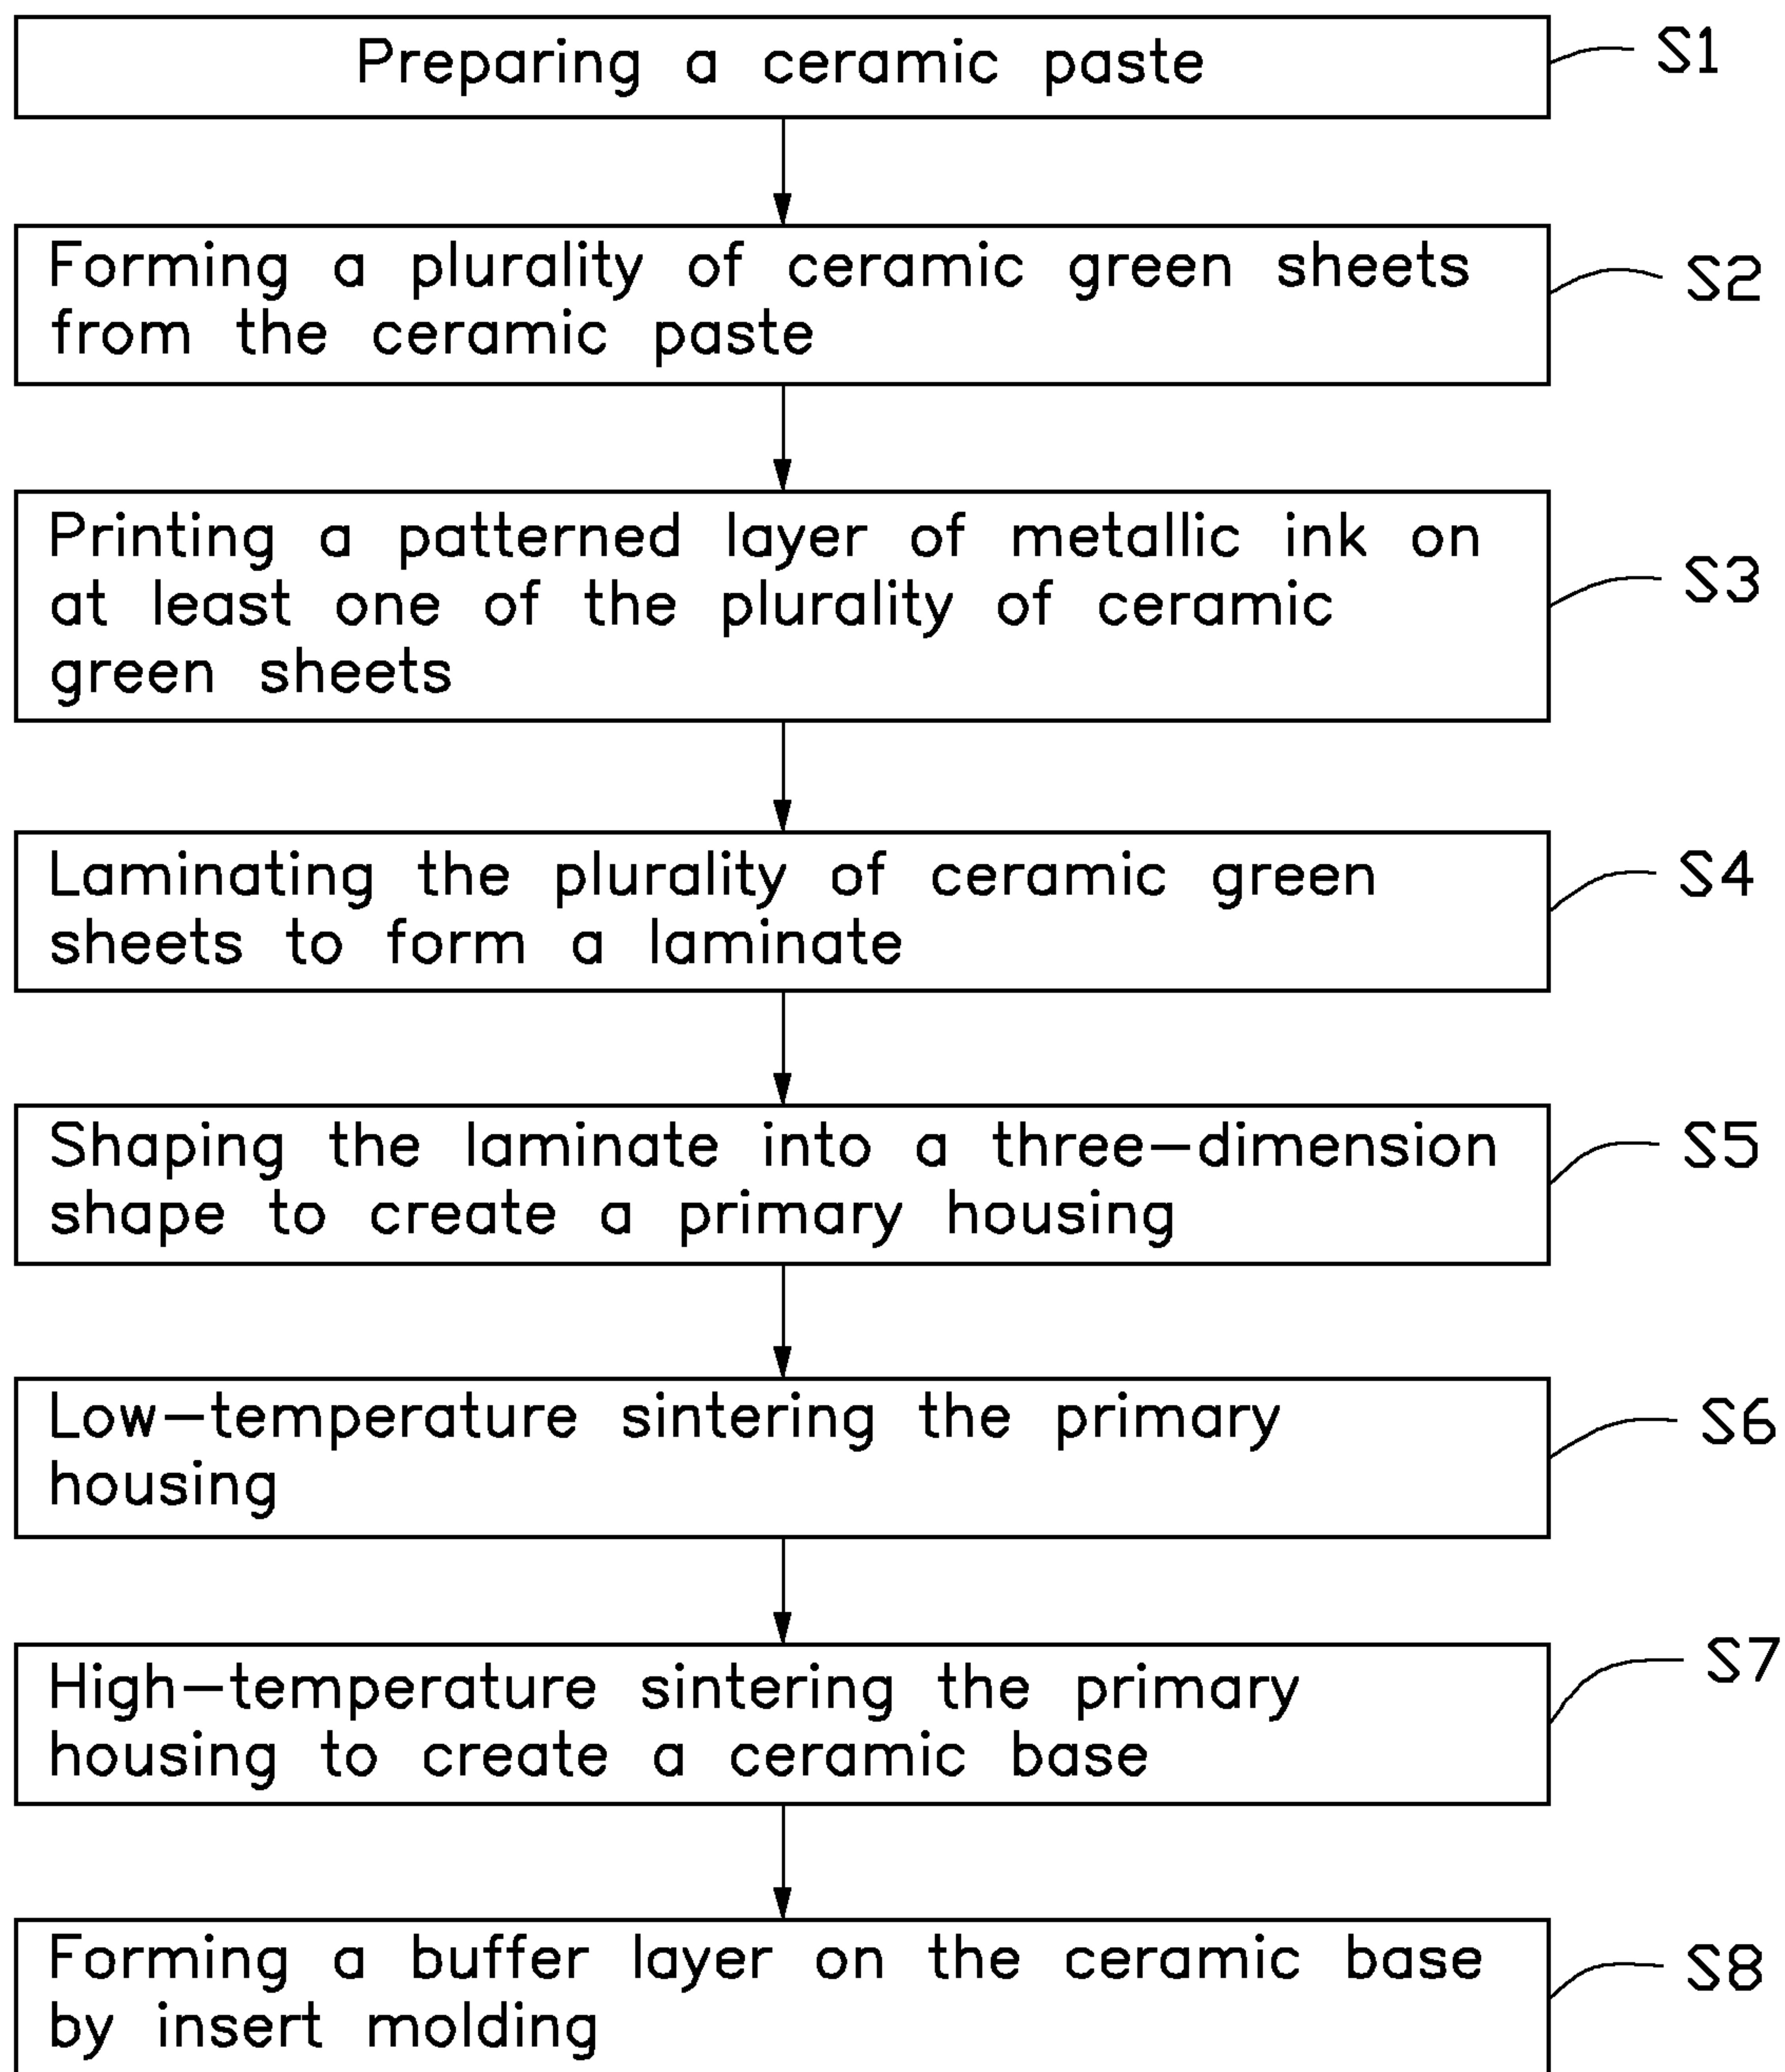 Preparing a ceramic paste
S1
Forming a plurality of ceramic green sheets
from the ceramic paste
S2
Printing a patterned layer of metallic ink on
at least one of the plurality of ceramic
green sheets
S3
Laminating the plurality of ceramic green
sheets to form a laminate
S4
Shaping the laminate into a three-dimension
shape to create a primary housing
S5
Low-temperature sintering the primary
housing
S6
High-temperature sintering the primary
housing to create a ceramic base
S7
Forming a buffer layer on the ceramic base
by insert molding
S8